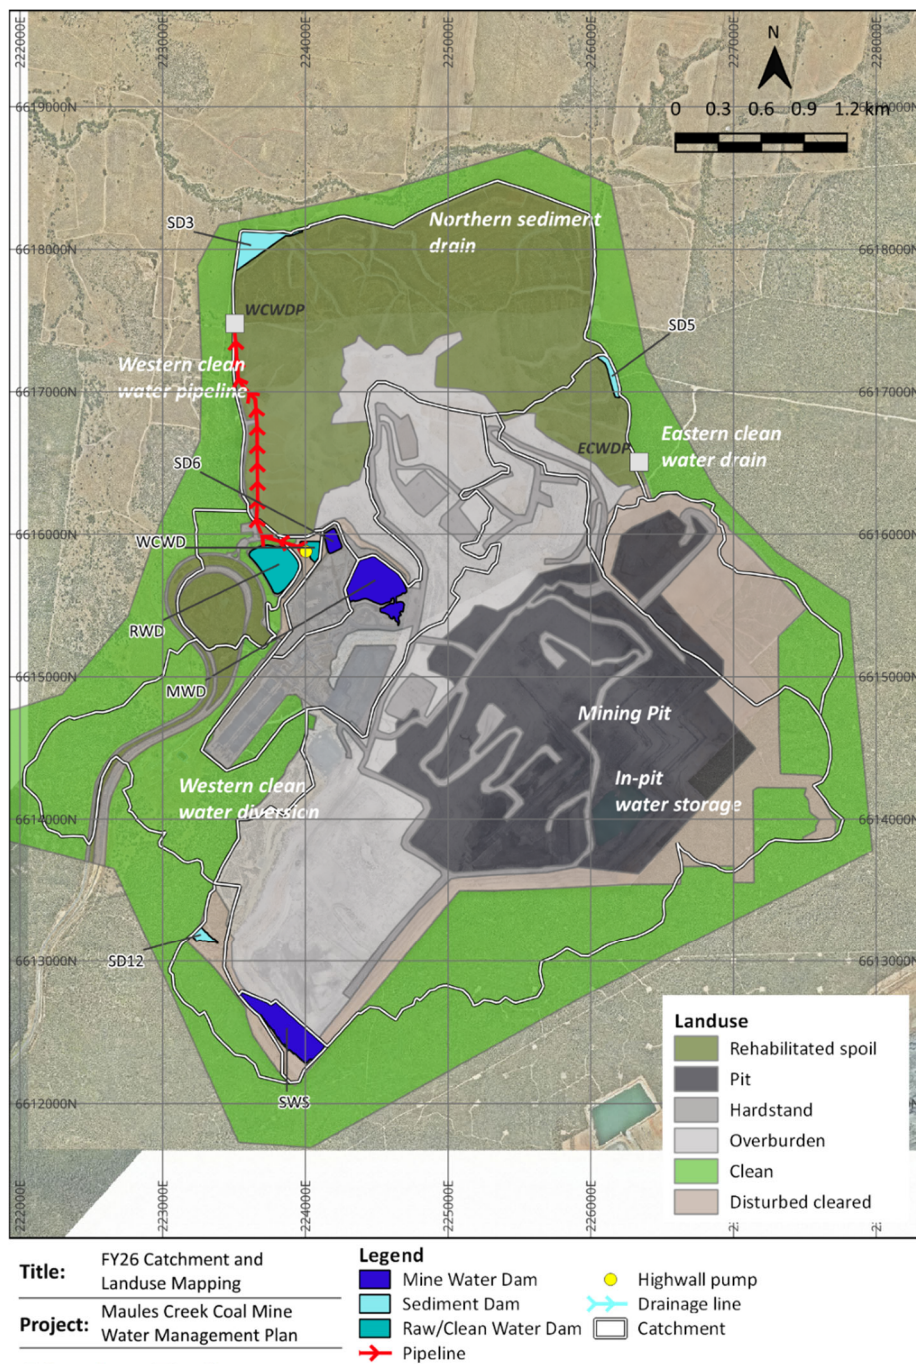 222000E
223000E
224000E
225000E
226000E
227000E
228000E
N
0 0.3 0.6 0.9 1.2 km
6619000N
6618000N
6617000N
6616000N
6615000N
6614000N
6613000N
6612000N
SD3
Northern sediment
drain
WCWDP
SD5
Western clean
water pipeline
ECWDP
Eastern clean
water drain
SD6
WCWD
RWD
MWD
Mining Pit
In-pit
water storage
Western clean
water diversion
SD12
SWS
Landuse
Rehabilitated spoil
Pit
Hardstand
Overburden
Clean
Disturbed cleared
222000E
223000E
224000E
225000E
226000E
Title:
FY26 Catchment and
Landuse Mapping
Project:
Maules Creek Coal Mine
Water Management Plan
Legend
Mine Water Dam
Sediment Dam
Raw/Clean Water Dam
Pipeline
Highwall pump
Drainage line
Catchment